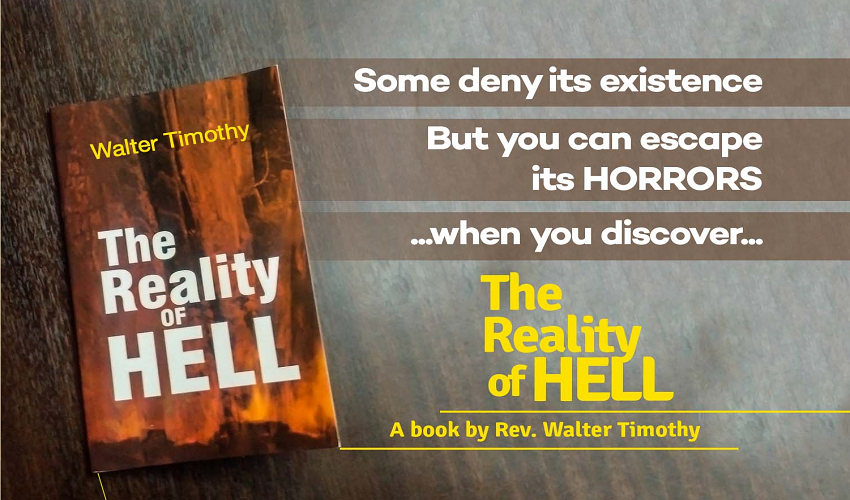 Walter Timothy
The
Reality
OF
HELL
Some deny its existence
But you can escape
its HORRORS
...when you discover...
The
Reality
of HELL
A book by Rev. Walter Timothy